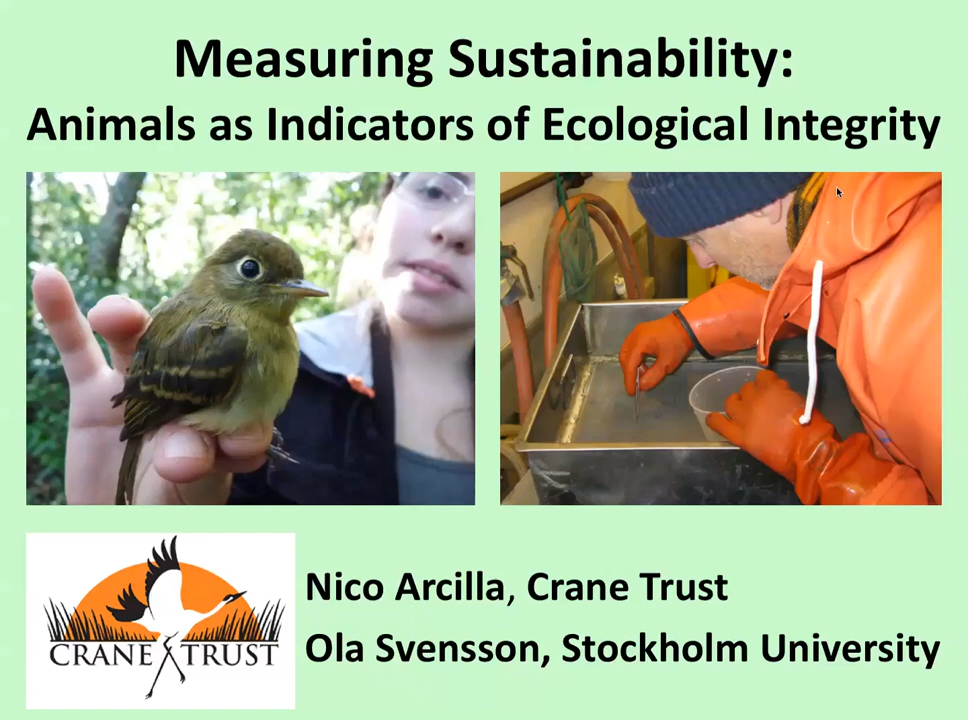 Measuring Sustainability:
Animals as Indicators of Ecological Integrity
CRANE TRUST
Nico Arcilla, Crane Trust
Ola Svensson, Stockholm University